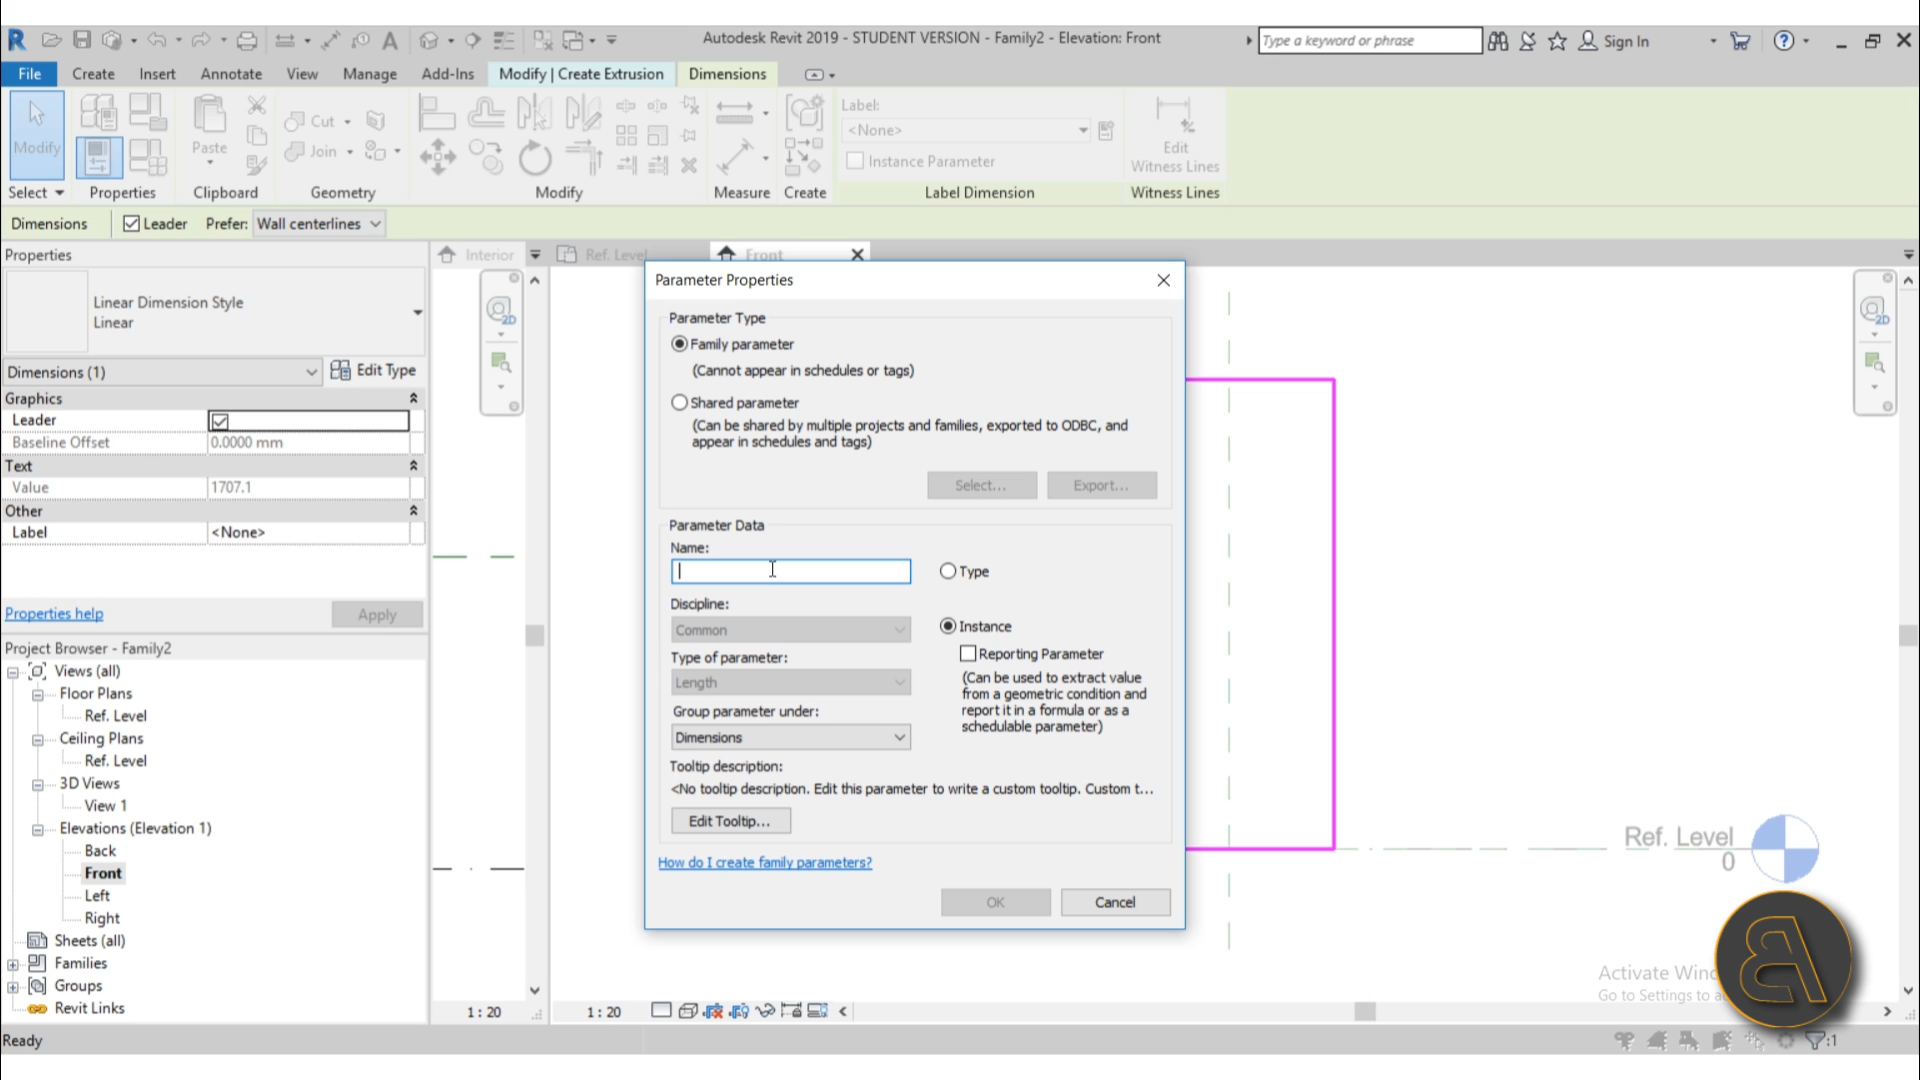 Autodesk Revit 2019 - STUDENT VERSION - Family2 - Elevation: Front
Type a keyword or phrase
Sign In
File Create Insert Annotate View Manage Add-Ins Modify | Create Extrusion Dimensions
Modify
Paste
Cut
Join
Label:
<None>
Instance Parameter
Edit
Witness Lines
Select Properties Clipboard Geometry Modify Measure Create Label Dimension Witness Lines
Dimensions Leader Prefer: Wall centerlines
Properties
Linear Dimension Style
Linear
Dimensions (1) Edit Type
Graphics
Leader
Baseline Offset 0.0000 mm
Text
Value 1707.1
Other
Label <None>
Properties help Apply
Project Browser - Family2
Views (all)
Floor Plans
Ref. Level
Ceiling Plans
Ref. Level
3D Views
View 1
Elevations (Elevation 1)
Back
Front
Left
Right
Sheets (all)
Families
Groups
Revit Links
Interior Ref. Level Front
2D
2D
Parameter Properties
Parameter Type
Family parameter
(Cannot appear in schedules or tags)
Shared parameter
(Can be shared by multiple projects and families, exported to ODBC, and
appear in schedules and tags)
Select... Export...
Parameter Data
Name:
Type
Discipline:
Common
Instance
Reporting Parameter
(Can be used to extract value
from a geometric condition and
report it in a formula or as a
schedulable parameter)
Type of parameter:
Length
Group parameter under:
Dimensions
Tooltip description:
<No tooltip description. Edit this parameter to write a custom tooltip. Custom t...
Edit Tooltip...
How do I create family parameters?
OK Cancel
Ref. Level
0
Activate Win
Go to Settings to a
1 : 20
1 : 20
Ready
:1